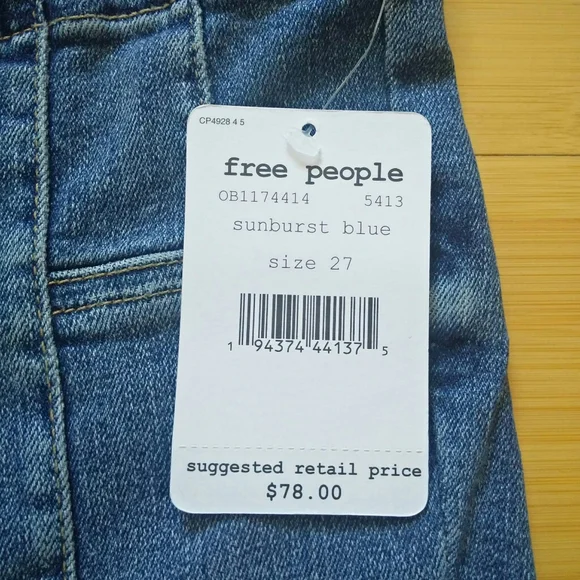 CP4928 4 5
free people
OB1174414 5413
sunburst blue
size 27
1 94374 44137 5
suggested retail price
$78.00